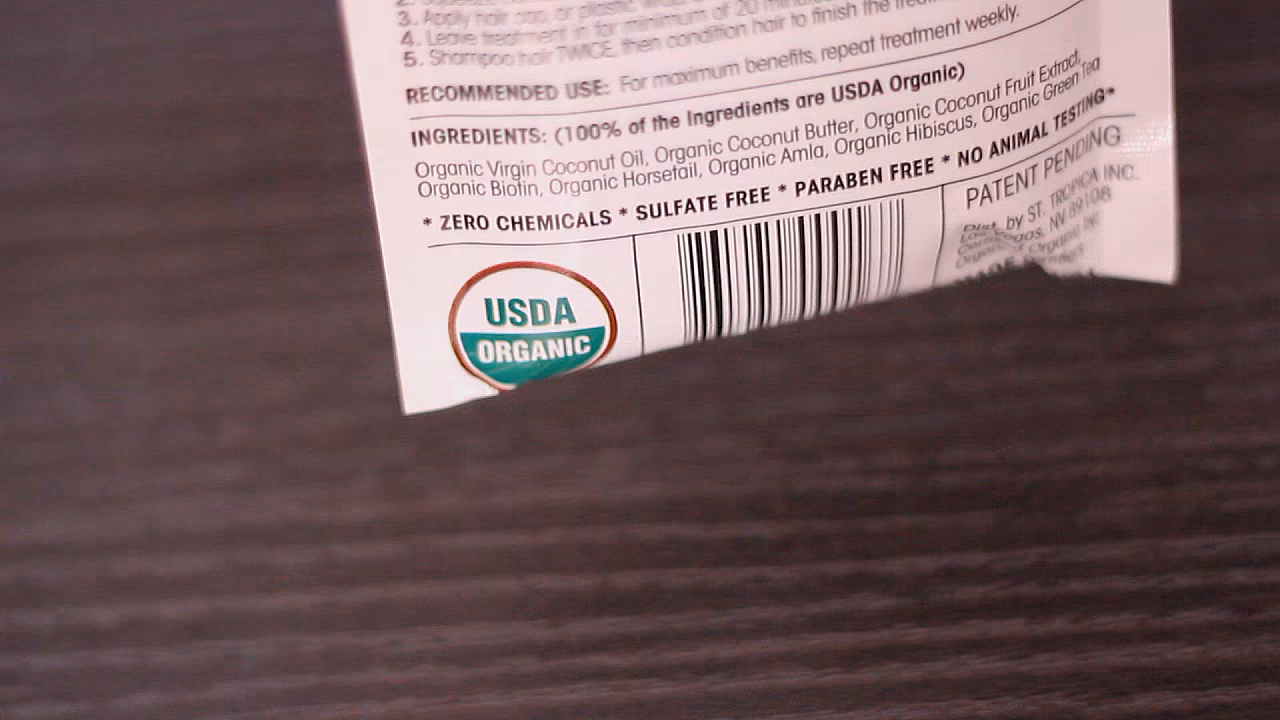 3. Apply hair cap, or plastic
4. Leave treatment in for minimum of 20
5. Shampoo hair TWICE, then condition hair to finish the
RECOMMENDED USE: For maximum benefits, repeat treatment weekly.
INGREDIENTS: (100% of the Ingredients are USDA Organic)
Organic Virgin Coconut Oil, Organic Coconut Butter, Organic Coconut Fruit Extract,
Organic Biotin, Organic Horsetail, Organic Amla, Organic Hibiscus, Organic Green Tea
* ZERO CHEMICALS * SULFATE FREE * PARABEN FREE * NO ANIMAL TESTING*
USDA
ORGANIC
PATENT PENDING
Dist. by ST. TROPICA INC.
NV 89108